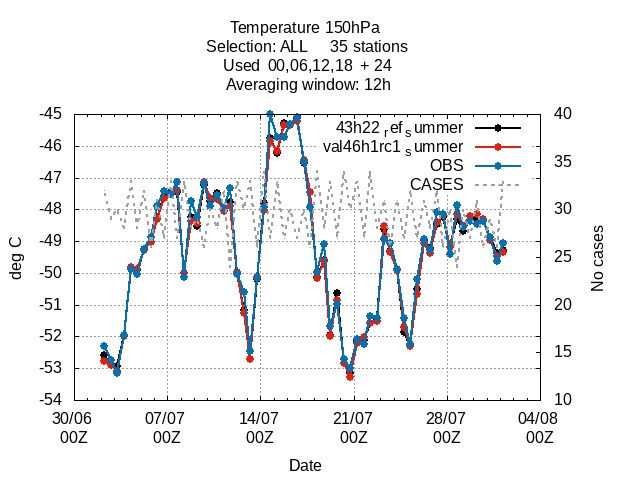 Temperature 150hPa
Selection: ALL 35 stations
Used 00,06,12,18 + 24
Averaging window: 12h
-45
-46
-47
-48
-49
-50
-51
-52
-53
-54
deg C
40
35
30
25
20
15
10
No cases
43h22_ref_summer
val46h1rc1_summer
OBS
CASES
30/06 00Z
07/07 00Z
14/07 00Z
21/07 00Z
28/07 00Z
04/08 00Z
Date